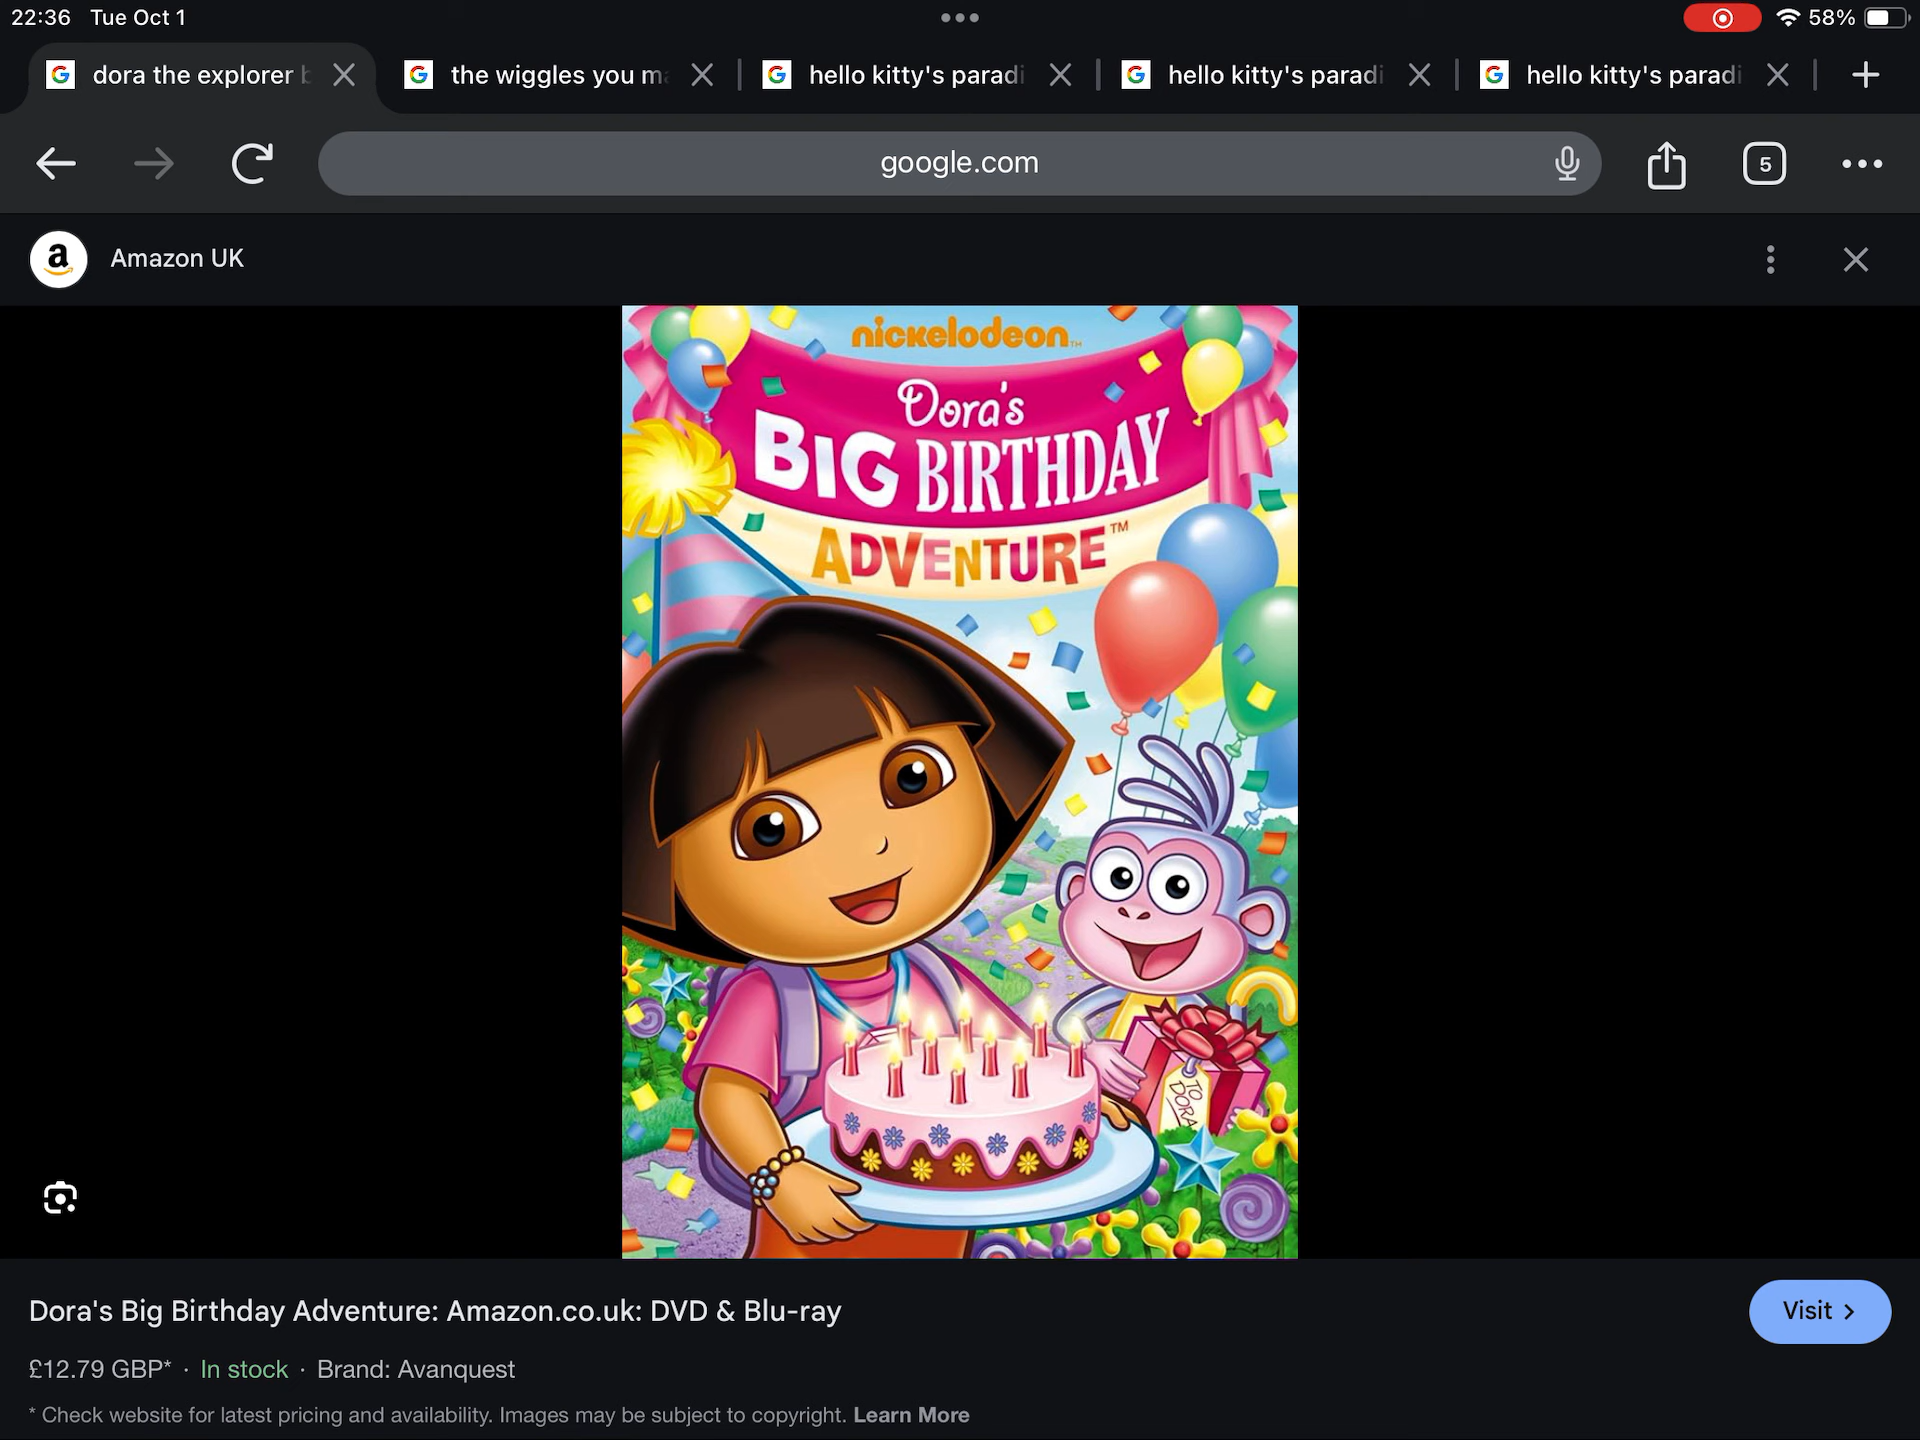 22:36 Tue Oct 1
58%
dora the explorer
the wiggles you
hello kitty's paradi
hello kitty's paradi
hello kitty's paradi
google.com
5
a
Amazon UK
nickelodeon™
Dora's
BIG BIRTHDAY
ADVENTURE™
TO
DORA
Dora's Big Birthday Adventure: Amazon.co.uk: DVD & Blu-ray
Visit
£12.79 GBP* · In stock · Brand: Avanquest
* Check website for latest pricing and availability. Images may be subject to copyright. Learn More